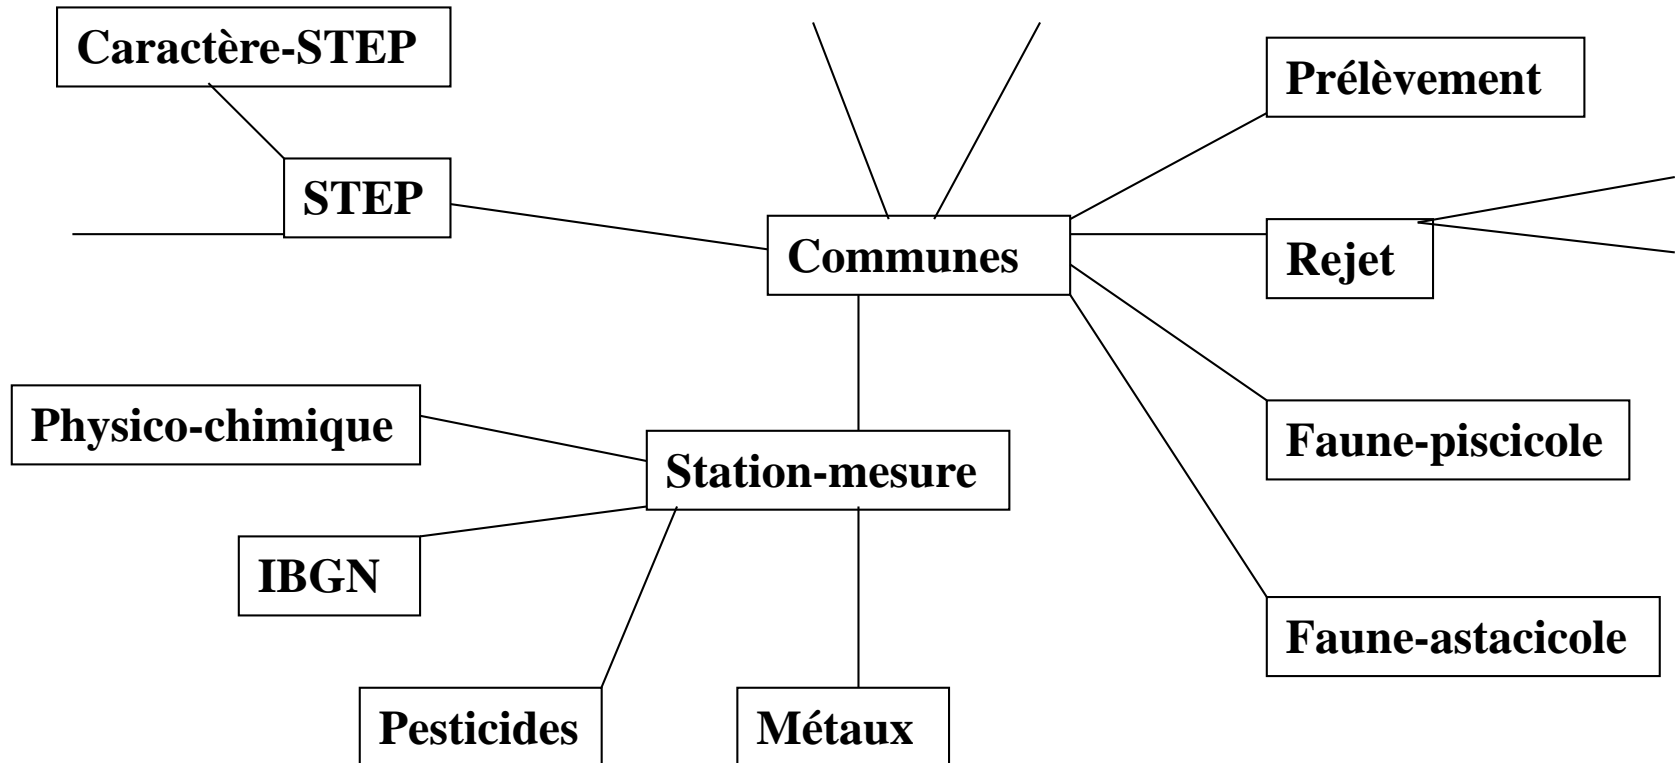 Caractère-STEP
Prélèvement
STEP
Communes
Rejet
Physico-chimique
Station-mesure
Faune-piscicole
IBGN
Faune-astacicole
Pesticides
Métaux